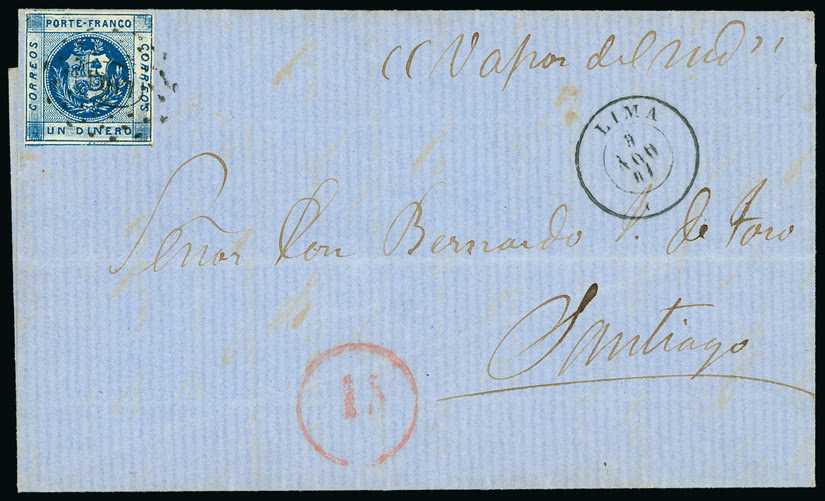 PORTE-FRANCO
CORREOS
CORREOS
UN DINERO
"Vapor del Sud"
LIMA
9
AGO
61
Señor Don Bernardo J. de Toro
Santiago
15